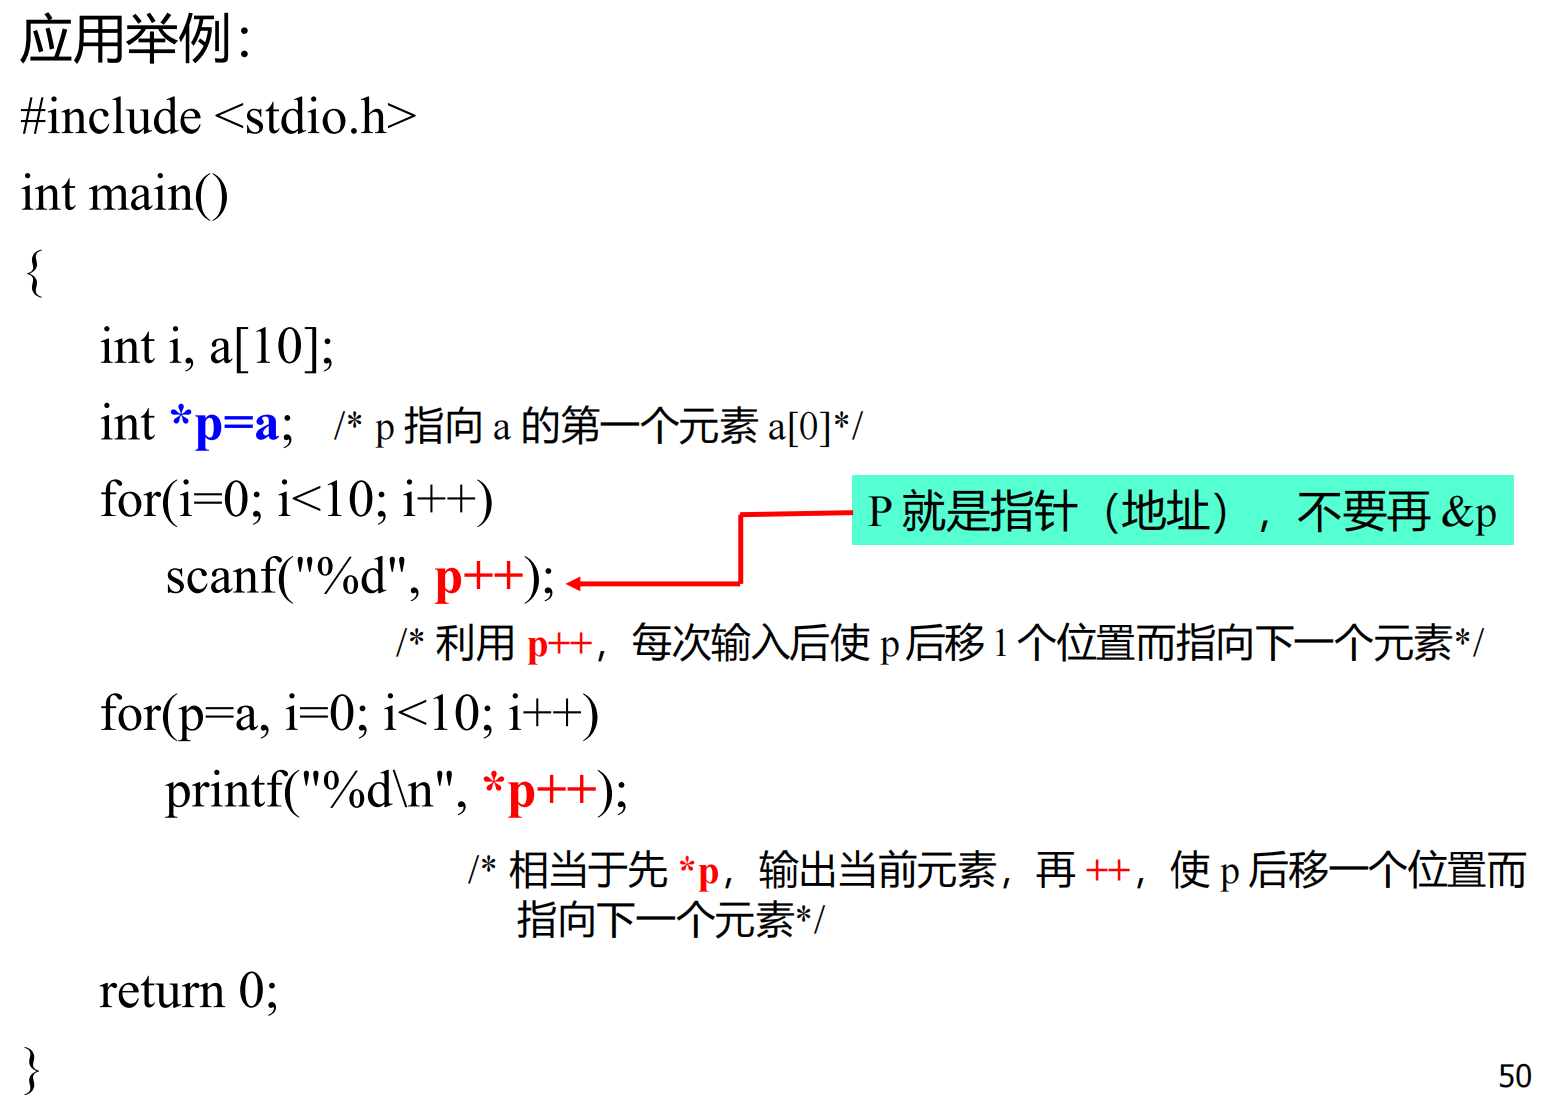 应用举例：
#include <stdio.h>
int main()
{
int i, a[10];
int *p=a; /* p 指向 a 的第一个元素 a[0]*/
for(i=0; i<10; i++)
P 就是指针（地址），不要再 &p
scanf("%d", p++);
/* 利用 p++，每次输入后使 p 后移 1 个位置而指向下一个元素*/
for(p=a, i=0; i<10; i++)
printf("%d\n", *p++);
/* 相当于先 *p，输出当前元素，再 ++，使 p 后移一个位置而
指向下一个元素*/
return 0;
}
50